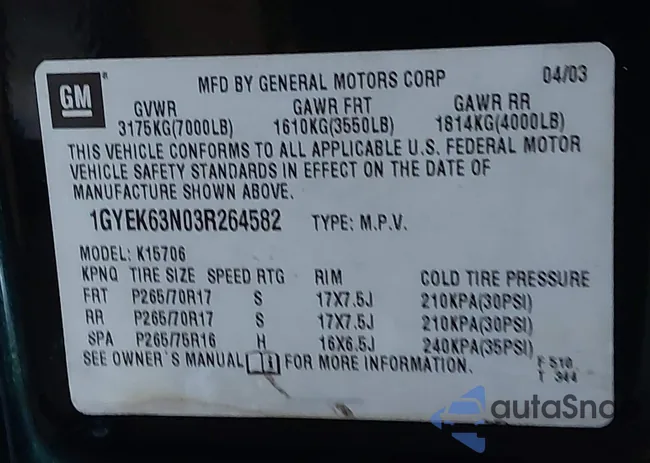 GM
MFD BY GENERAL MOTORS CORP 04/03
GVWR GAWR FRT GAWR RR
3175KG(7000LB) 1610KG(3550LB) 1814KG(4000LB)
THIS VEHICLE CONFORMS TO ALL APPLICABLE U.S. FEDERAL MOTOR
VEHICLE SAFETY STANDARDS IN EFFECT ON THE DATE OF
MANUFACTURE SHOWN ABOVE.
1GYEK63N03R264582 TYPE: M.P.V.
MODEL: K15706
KPNQ TIRE SIZE SPEED RTG RIM COLD TIRE PRESSURE
FRT P265/70R17 S 17X7.5J 210KPA(30PSI)
RR P265/70R17 S 17X7.5J 210KPA(30PSI)
SPA P265/75R16 H 16X6.5J 240KPA(35PSI)
SEE OWNER'S MANUAL FOR MORE INFORMATION.
F 510
T 344
autaSnap